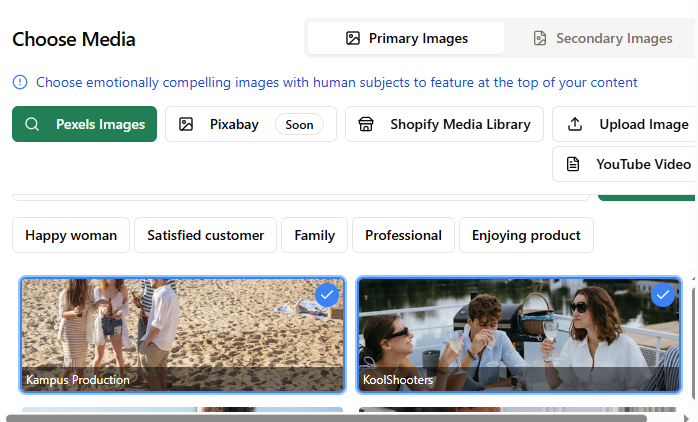 Choose Media
Primary Images
Secondary Images
Choose emotionally compelling images with human subjects to feature at the top of your content
Pexels Images
Pixabay
Soon
Shopify Media Library
Upload Image
YouTube Video
Happy woman
Satisfied customer
Family
Professional
Enjoying product
Kampus Production
KoolShooters